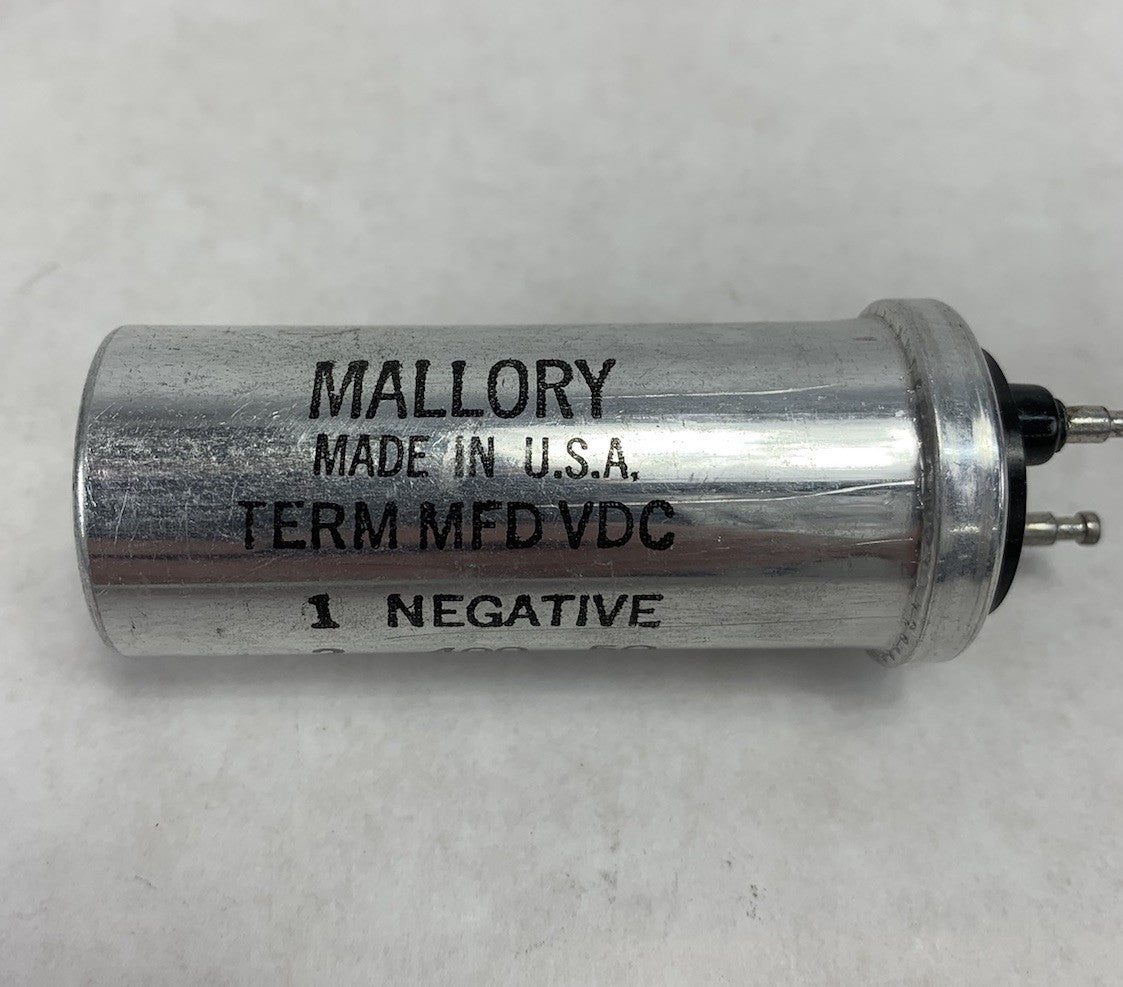 MALLORY
MADE IN U.S.A.
TERM MFD VDC
1 NEGATIVE